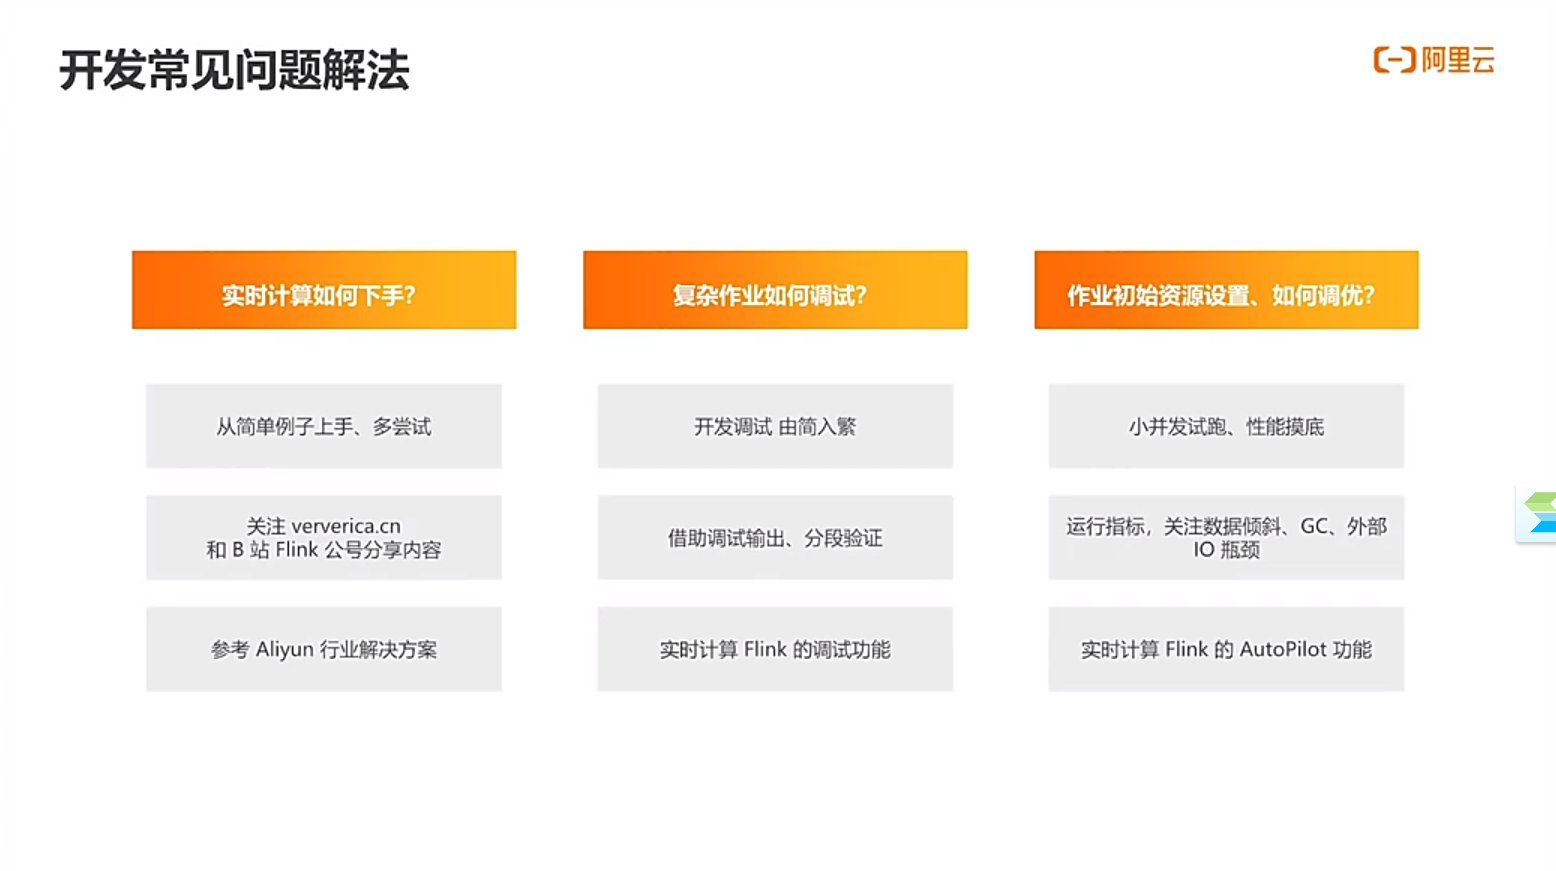 开发常见问题解法
阿里云
实时计算如何下手?
从简单例子上手、多尝试
关注 ververica.cn
和 B 站 Flink 公号分享内容
参考 Aliyun 行业解决方案
复杂作业如何调试?
开发调试 由简入繁
借助调试输出、分段验证
实时计算 Flink 的调试功能
作业初始资源设置、如何调优?
小并发试跑、性能摸底
运行指标，关注数据倾斜、GC、外部
IO 瓶颈
实时计算 Flink 的 AutoPilot 功能